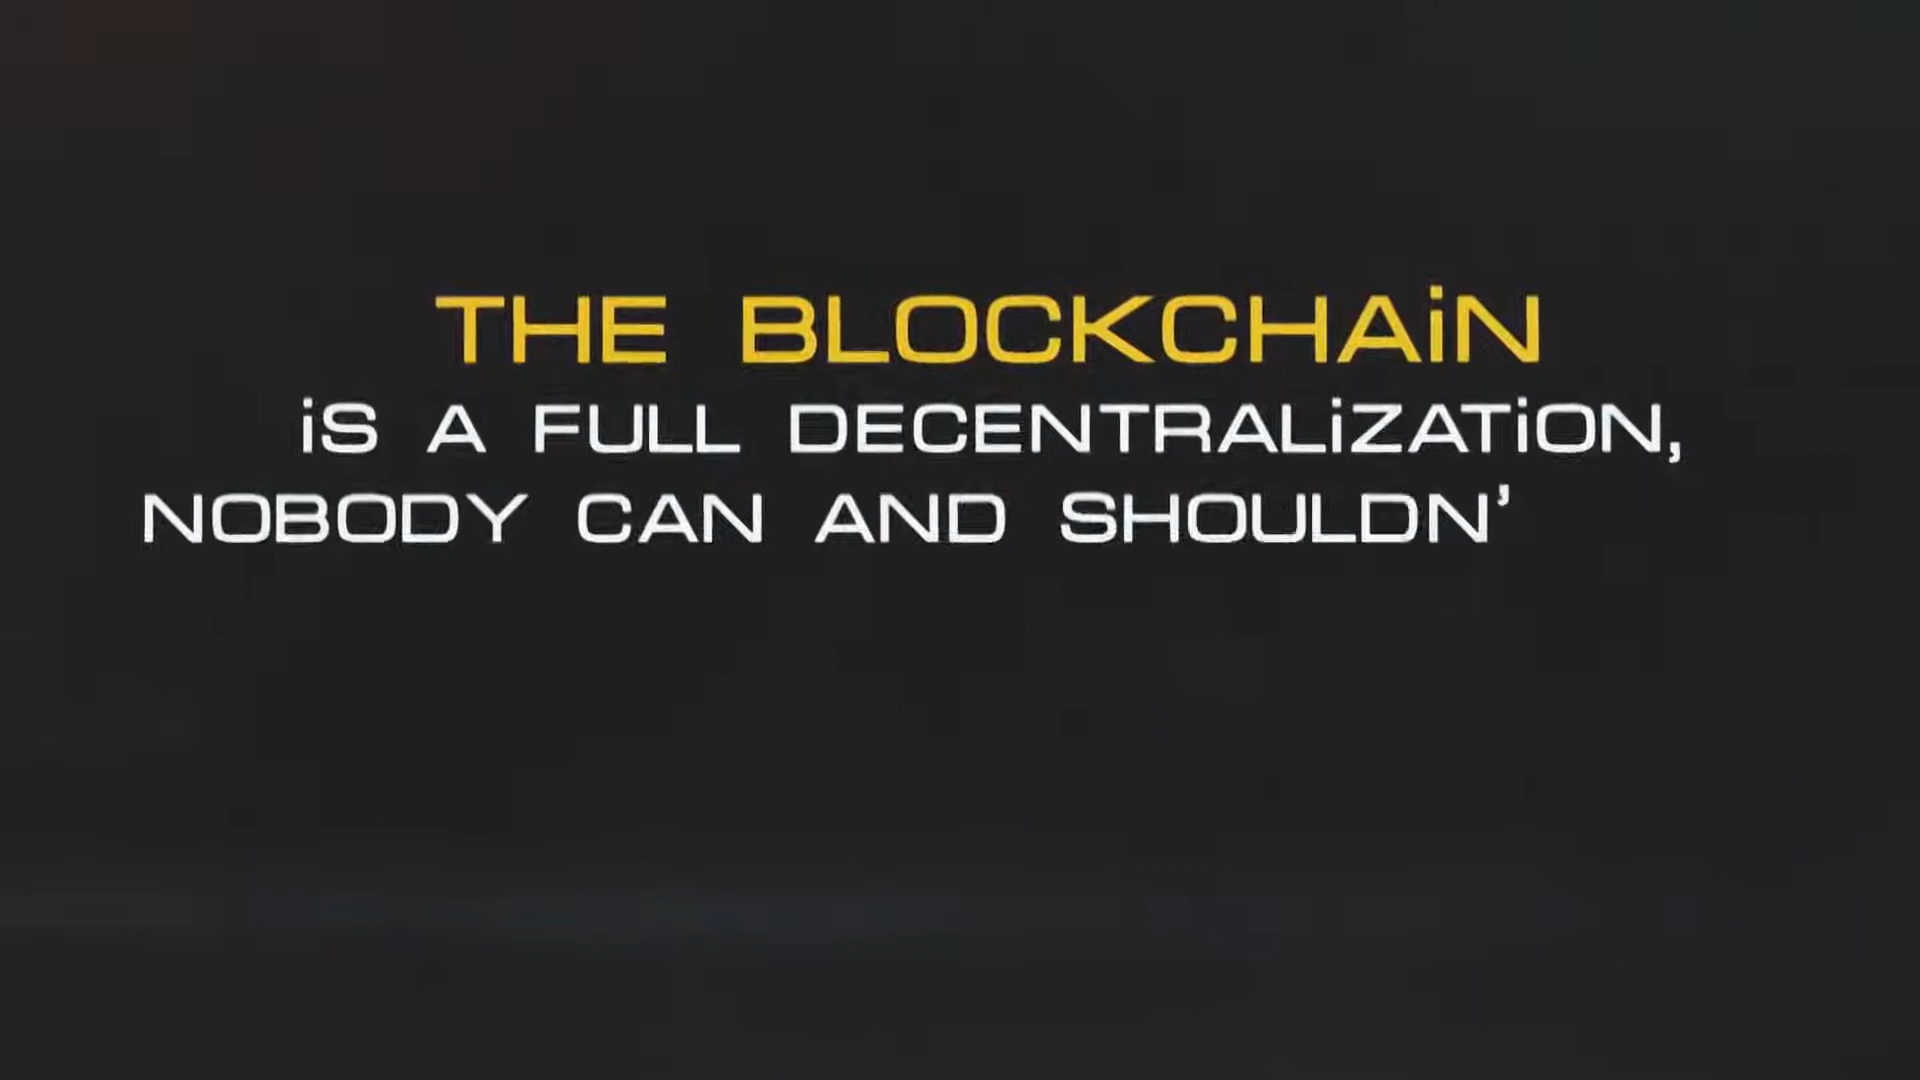 THE BLOCKCHAiN
iS A FULL DECENTRALiZATiON,
NOBODY CAN AND SHOULDN'